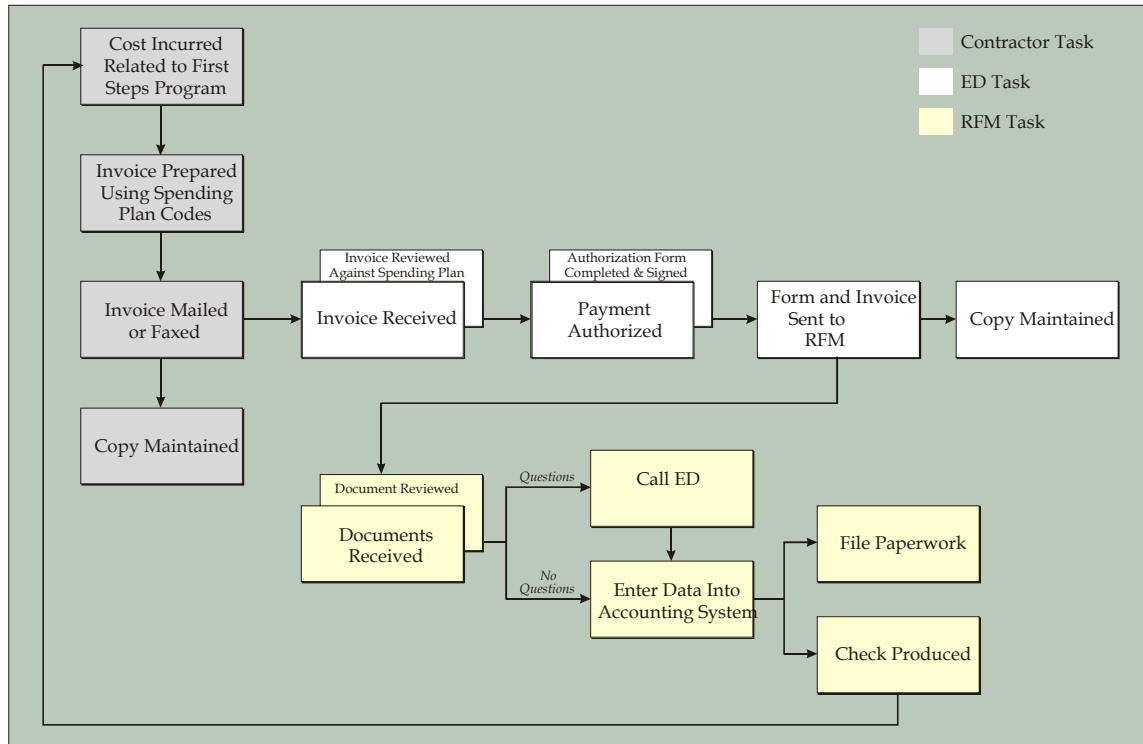 Cost Incurred
Related to First
Steps Program
Contractor Task
ED Task
RFM Task
Invoice Prepared
Using Spending
Plan Codes
Invoice Mailed
or Faxed
Invoice Reviewed
Against Spending Plan
Invoice Received
Authorization Form
Completed & Signed
Payment
Authorized
Form and Invoice
Sent to
RFM
Copy Maintained
Copy Maintained
Document Reviewed
Documents
Received
Questions
No
Questions
Call ED
Enter Data Into
Accounting System
File Paperwork
Check Produced